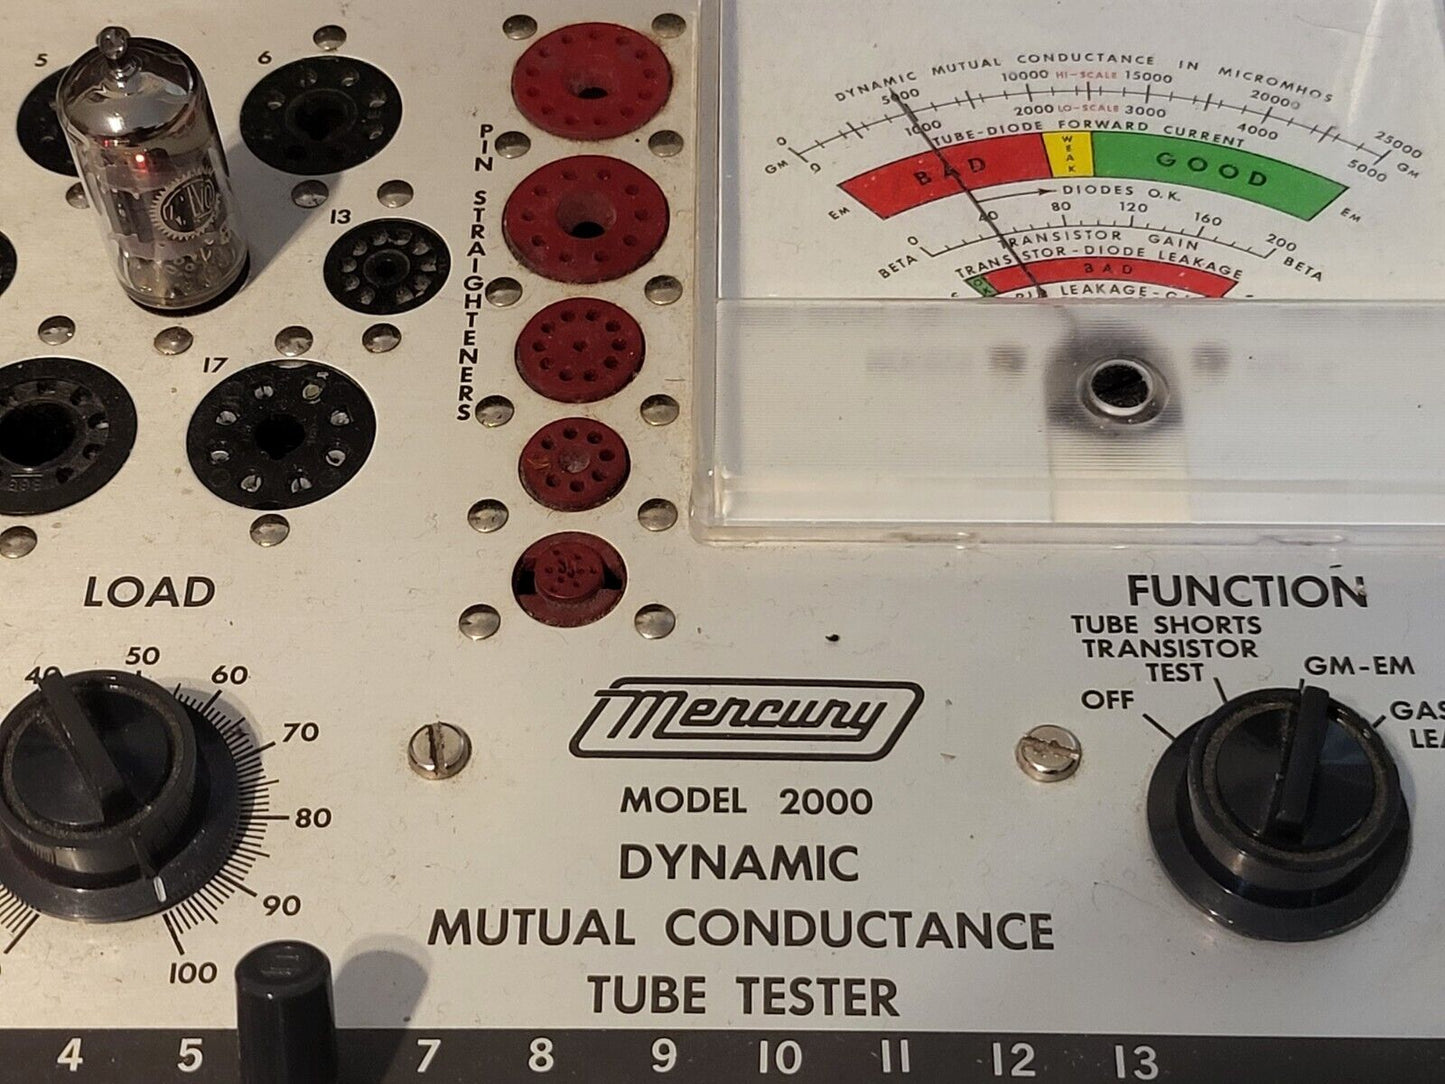 5
6
13
17
PIN STRAIGHTENERS
DYNAMIC MUTUAL CONDUCTANCE IN MICROMHOS
0 5000 10000 HI-SCALE 15000 20000 25000
GM GM
0 1000 2000 LO-SCALE 3000 4000 5000
TUBE-DIODE FORWARD CURRENT
BAD WEAK GOOD
EM EM
DIODES O.K.
0 40 80 120 160 200
BETA TRANSISTOR GAIN BETA
TRANSISTOR-DIODE LEAKAGE
OK BAD
LEAKAGE-
LOAD
40 50 60 70 80 90 100
FUNCTION
TUBE SHORTS
TRANSISTOR
TEST
OFF
GM-EM
GAS
LEA
Mercury
MODEL 2000
DYNAMIC
MUTUAL CONDUCTANCE
TUBE TESTER
4 5 7 8 9 10 11 12 13